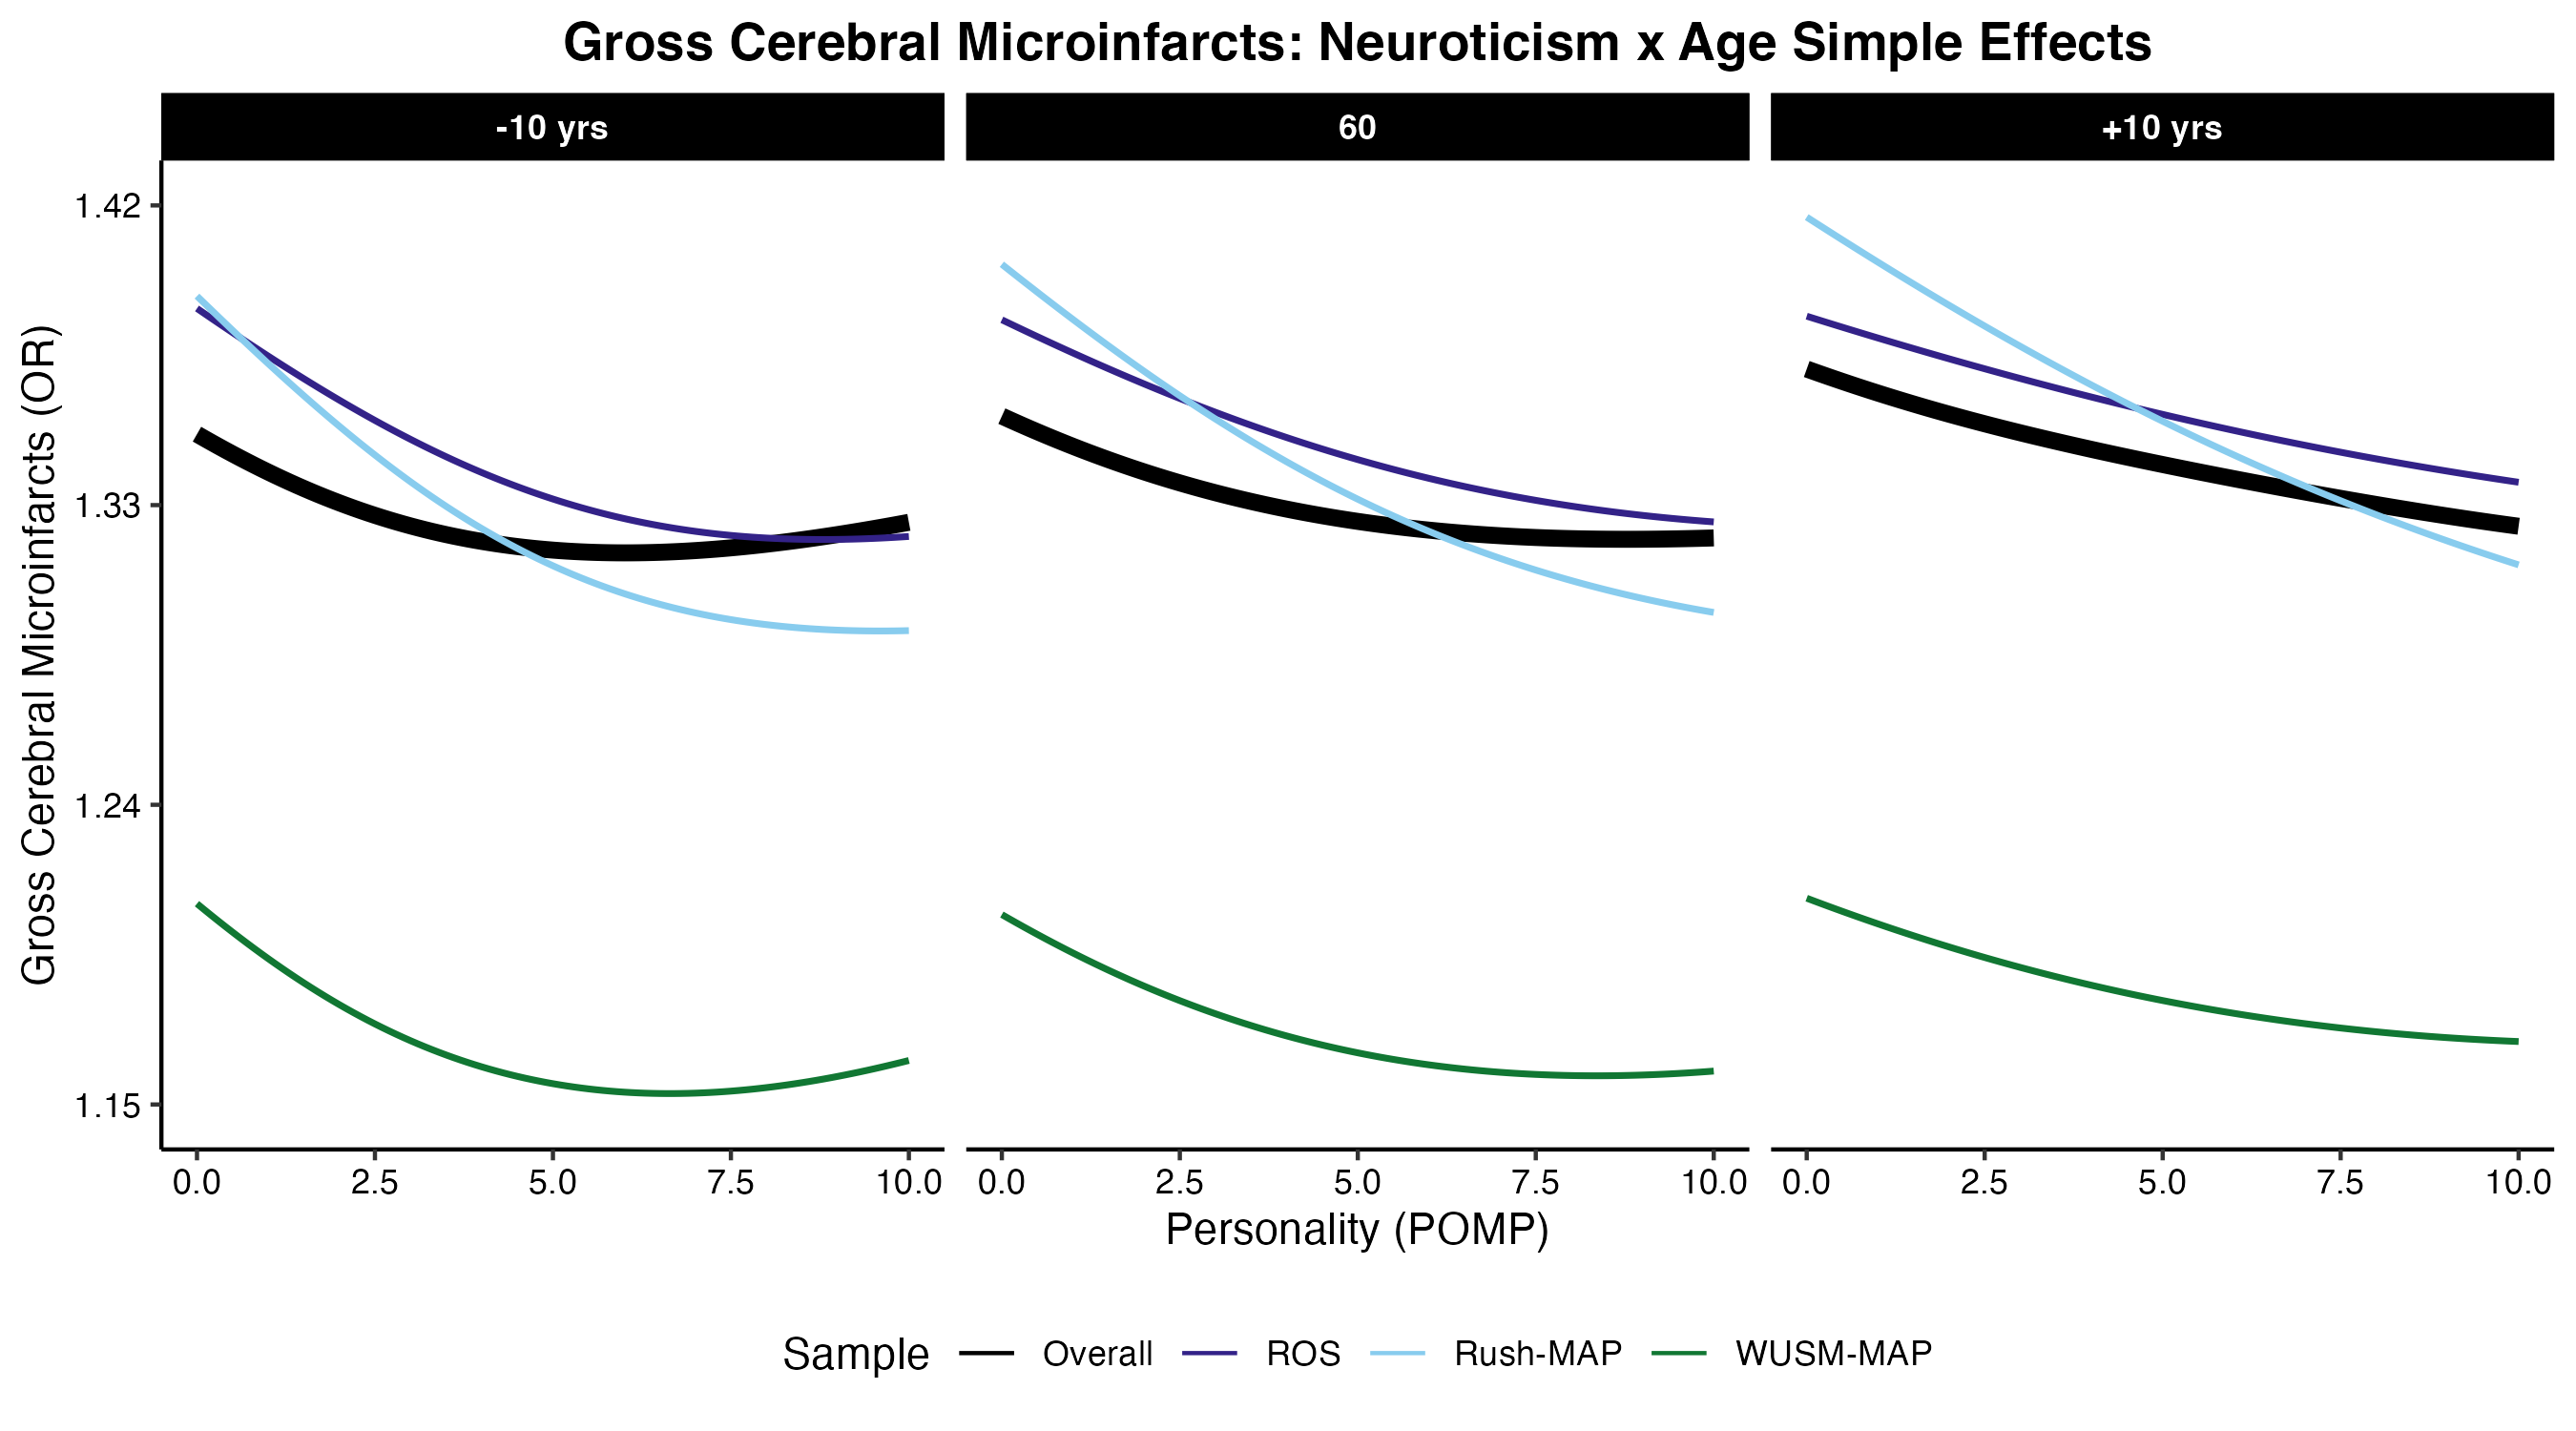 Gross Cerebral Microinfarcts: Neuroticism x Age Simple Effects
-10 yrs 60 +10 yrs
Gross Cerebral Microinfarcts (OR)
1.42
1.33
1.24
1.15
0.0 2.5 5.0 7.5 10.0 0.0 2.5 5.0 7.5 10.0 0.0 2.5 5.0 7.5 10.0
Personality (POMP)
Sample Overall ROS Rush-MAP WUSM-MAP